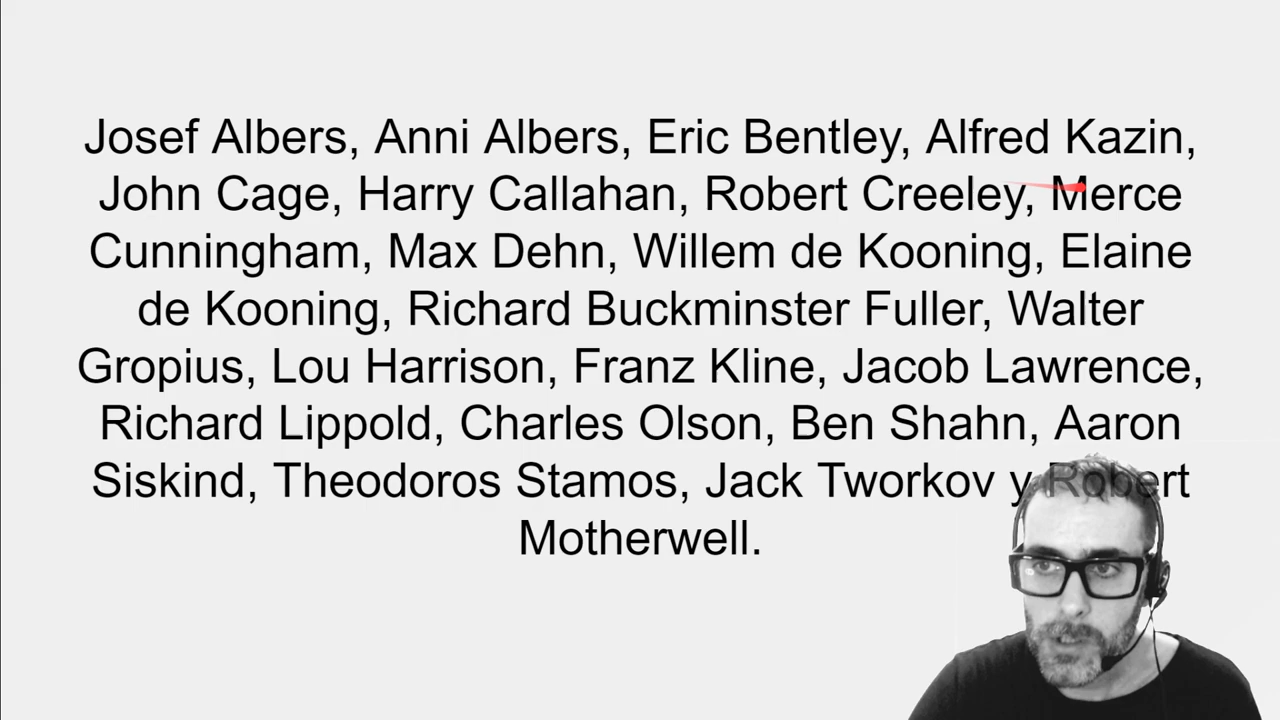 Josef Albers, Anni Albers, Eric Bentley, Alfred Kazin,
John Cage, Harry Callahan, Robert Creeley, Merce
Cunningham, Max Dehn, Willem de Kooning, Elaine
de Kooning, Richard Buckminster Fuller, Walter
Gropius, Lou Harrison, Franz Kline, Jacob Lawrence,
Richard Lippold, Charles Olson, Ben Shahn, Aaron
Siskind, Theodoros Stamos, Jack Tworkov y Robert
Motherwell.